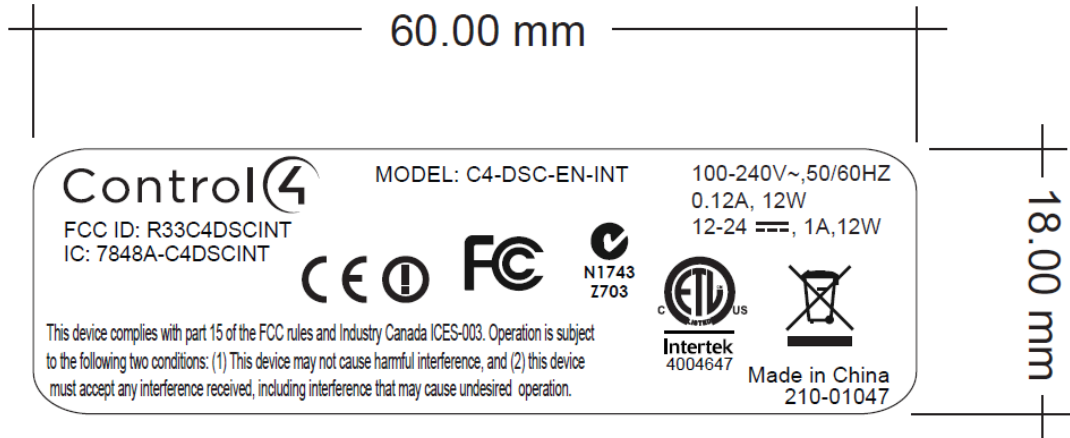 60.00 mm
Control4
MODEL: C4-DSC-EN-INT
100-240V~,50/60HZ
0.12A, 12W
12-24 ⎓, 1A,12W
FCC ID: R33C4DSCINT
IC: 7848A-C4DSCINT
CE
FC
N1743
Z703
C ETL US
LISTED
Intertek
4004647
This device complies with part 15 of the FCC rules and Industry Canada ICES-003. Operation is subject
to the following two conditions: (1) This device may not cause harmful interference, and (2) this device
must accept any interference received, including interference that may cause undesired operation.
Made in China
210-01047
18.00 mm